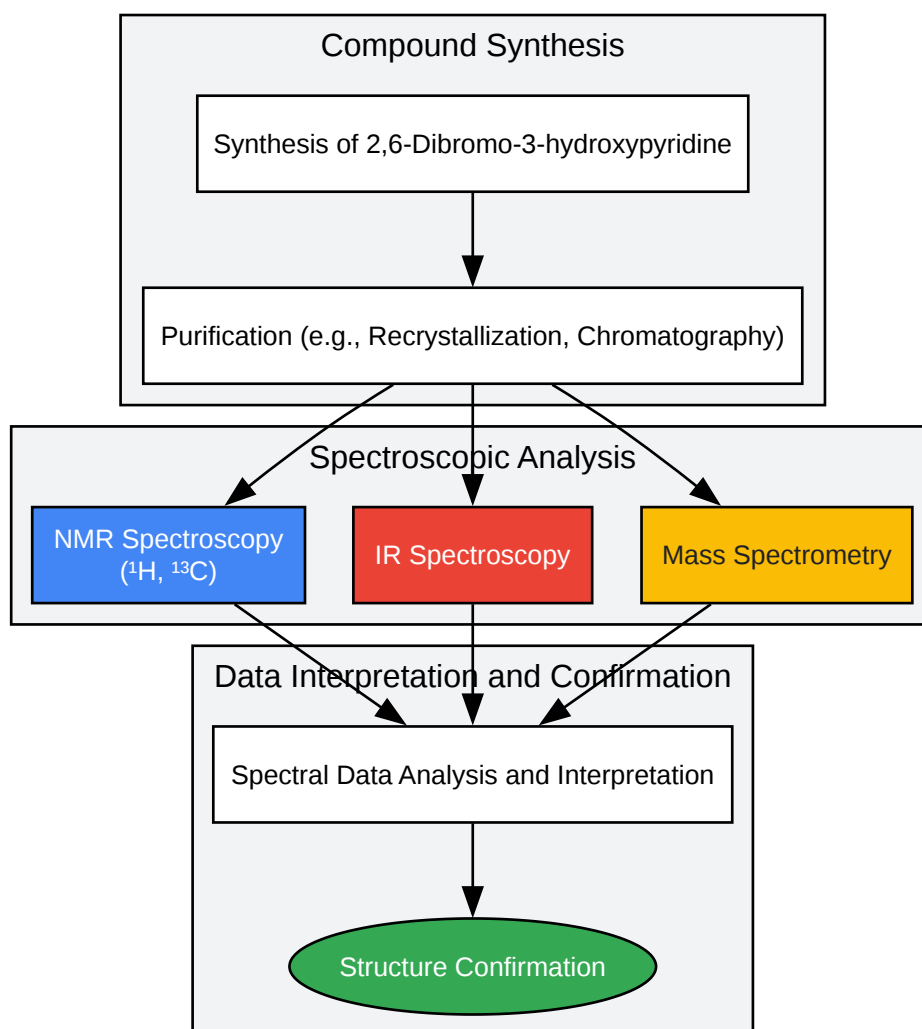 Compound Synthesis
Synthesis of 2,6-Dibromo-3-hydroxypyridine
Purification (e.g., Recrystallization, Chromatography)
Spectroscopic Analysis
NMR Spectroscopy
(¹H, ¹³C)
IR Spectroscopy
Mass Spectrometry
Data Interpretation and Confirmation
Spectral Data Analysis and Interpretation
Structure Confirmation